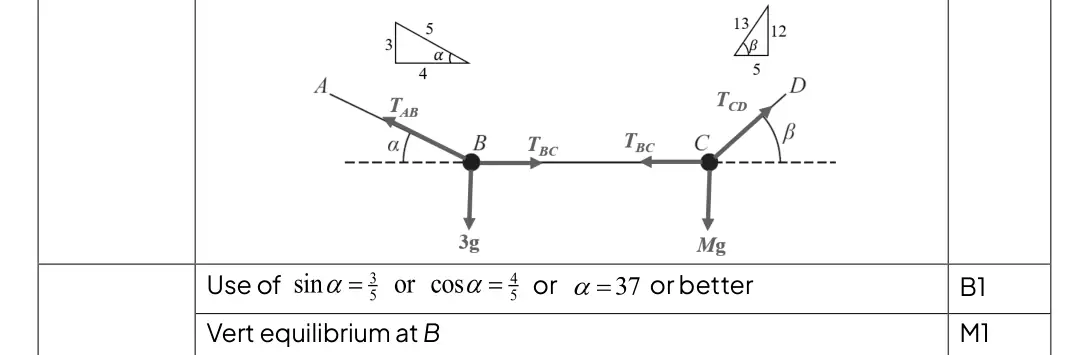 5
3
α
4
13
12
β
5
A
T_AB
α
B
T_BC
T_BC
C
T_CD
D
β
3g
Mg
Use of sin α = 3/5 or cos α = 4/5 or α = 37 or better
B1
Vert equilibrium at B
M1